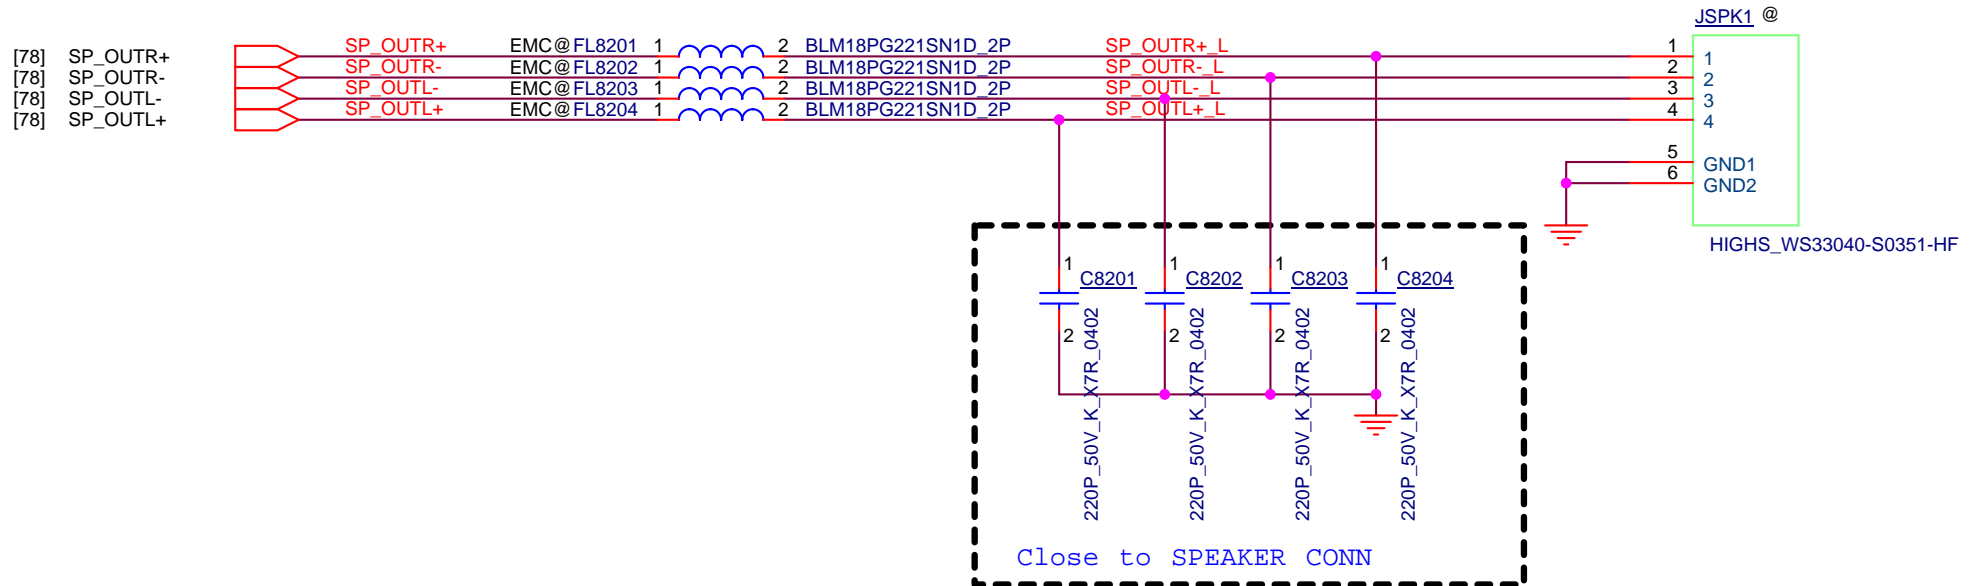 JSPK1 @
[78] SP_OUTR+ SP_OUTR+ EMC@FL8201 1 2 BLM18PG221SN1D_2P SP_OUTR+_L 1 1
[78] SP_OUTR- SP_OUTR- EMC@FL8202 1 2 BLM18PG221SN1D_2P SP_OUTR-_L 2 2
[78] SP_OUTL- SP_OUTL- EMC@FL8203 1 2 BLM18PG221SN1D_2P SP_OUTL-_L 3 3
[78] SP_OUTL+ SP_OUTL+ EMC@FL8204 1 2 BLM18PG221SN1D_2P SP_OUTL+_L 4 4
5 GND1
6 GND2
HIGHS_WS33040-S0351-HF
1 C8201 1 C8202 1 C8203 1 C8204
2 2 2 2
220P_50V_K_X7R_0402
220P_50V_K_X7R_0402
220P_50V_K_X7R_0402
220P_50V_K_X7R_0402
Close to SPEAKER CONN